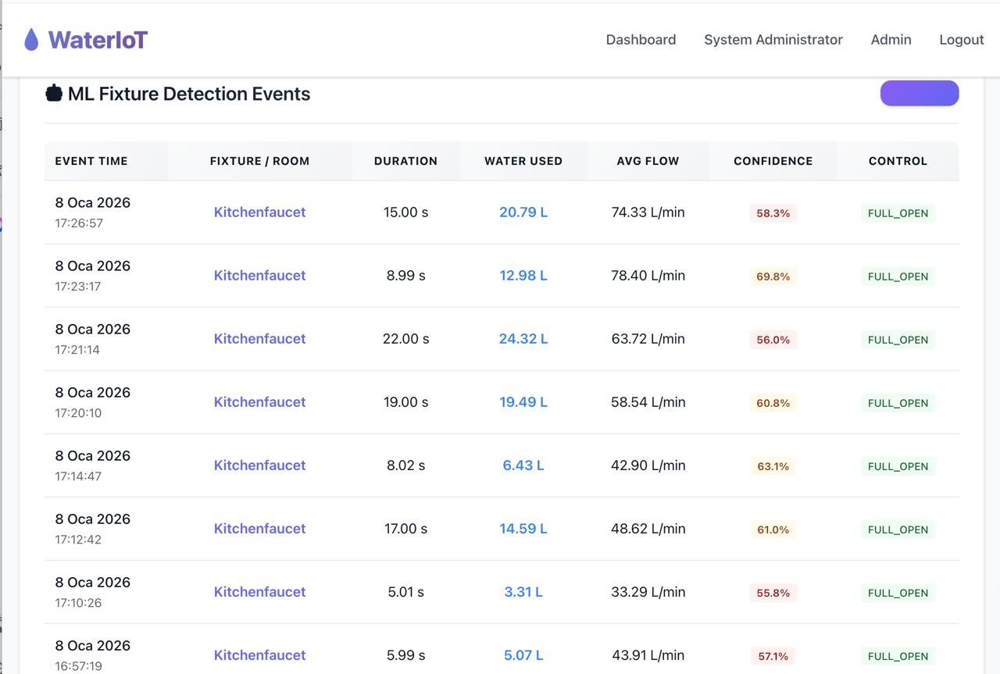 WaterIoT
Dashboard System Administrator Admin Logout
ML Fixture Detection Events
EVENT TIME FIXTURE / ROOM DURATION WATER USED AVG FLOW CONFIDENCE CONTROL
8 Oca 2026
17:26:57
Kitchenfaucet 15.00 s 20.79 L 74.33 L/min 58.3% FULL_OPEN
8 Oca 2026
17:23:17
Kitchenfaucet 8.99 s 12.98 L 78.40 L/min 69.8% FULL_OPEN
8 Oca 2026
17:21:14
Kitchenfaucet 22.00 s 24.32 L 63.72 L/min 56.0% FULL_OPEN
8 Oca 2026
17:20:10
Kitchenfaucet 19.00 s 19.49 L 58.54 L/min 60.8% FULL_OPEN
8 Oca 2026
17:14:47
Kitchenfaucet 8.02 s 6.43 L 42.90 L/min 63.1% FULL_OPEN
8 Oca 2026
17:12:42
Kitchenfaucet 17.00 s 14.59 L 48.62 L/min 61.0% FULL_OPEN
8 Oca 2026
17:10:26
Kitchenfaucet 5.01 s 3.31 L 33.29 L/min 55.8% FULL_OPEN
8 Oca 2026
16:57:19
Kitchenfaucet 5.99 s 5.07 L 43.91 L/min 57.1% FULL_OPEN